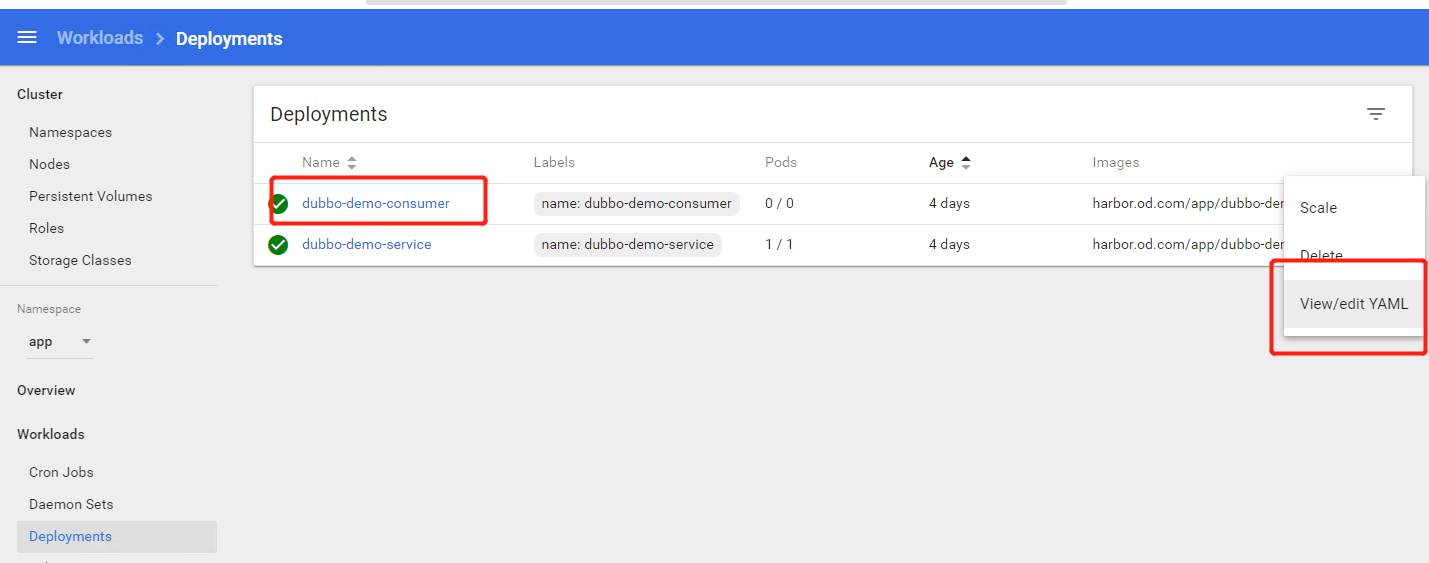 Workloads > Deployments
Cluster
Namespaces
Nodes
Persistent Volumes
Roles
Storage Classes
Namespace
app
Overview
Workloads
Cron Jobs
Daemon Sets
Deployments
Deployments
Name Labels Pods Age Images
dubbo-demo-consumer name: dubbo-demo-consumer 0 / 0 4 days harbor.od.com/app/dubbo-de
dubbo-demo-service name: dubbo-demo-service 1 / 1 4 days harbor.od.com/app/dubbo-de
Scale
Delete
View/edit YAML